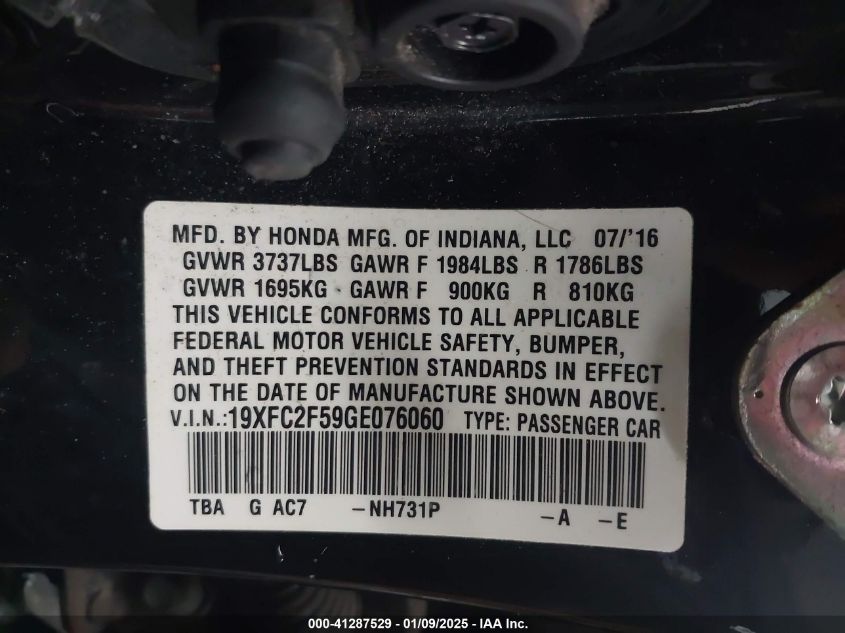 MFD. BY HONDA MFG. OF INDIANA, LLC 07/'16
GVWR 3737LBS GAWR F 1984LBS R 1786LBS
GVWR 1695KG GAWR F 900KG R 810KG
THIS VEHICLE CONFORMS TO ALL APPLICABLE
FEDERAL MOTOR VEHICLE SAFETY, BUMPER,
AND THEFT PREVENTION STANDARDS IN EFFECT
ON THE DATE OF MANUFACTURE SHOWN ABOVE.
V.I.N.:19XFC2F59GE076060 TYPE: PASSENGER CAR
TBA G AC7 -NH731P -A -E
000-41287529 - 01/09/2025 - IAA Inc.